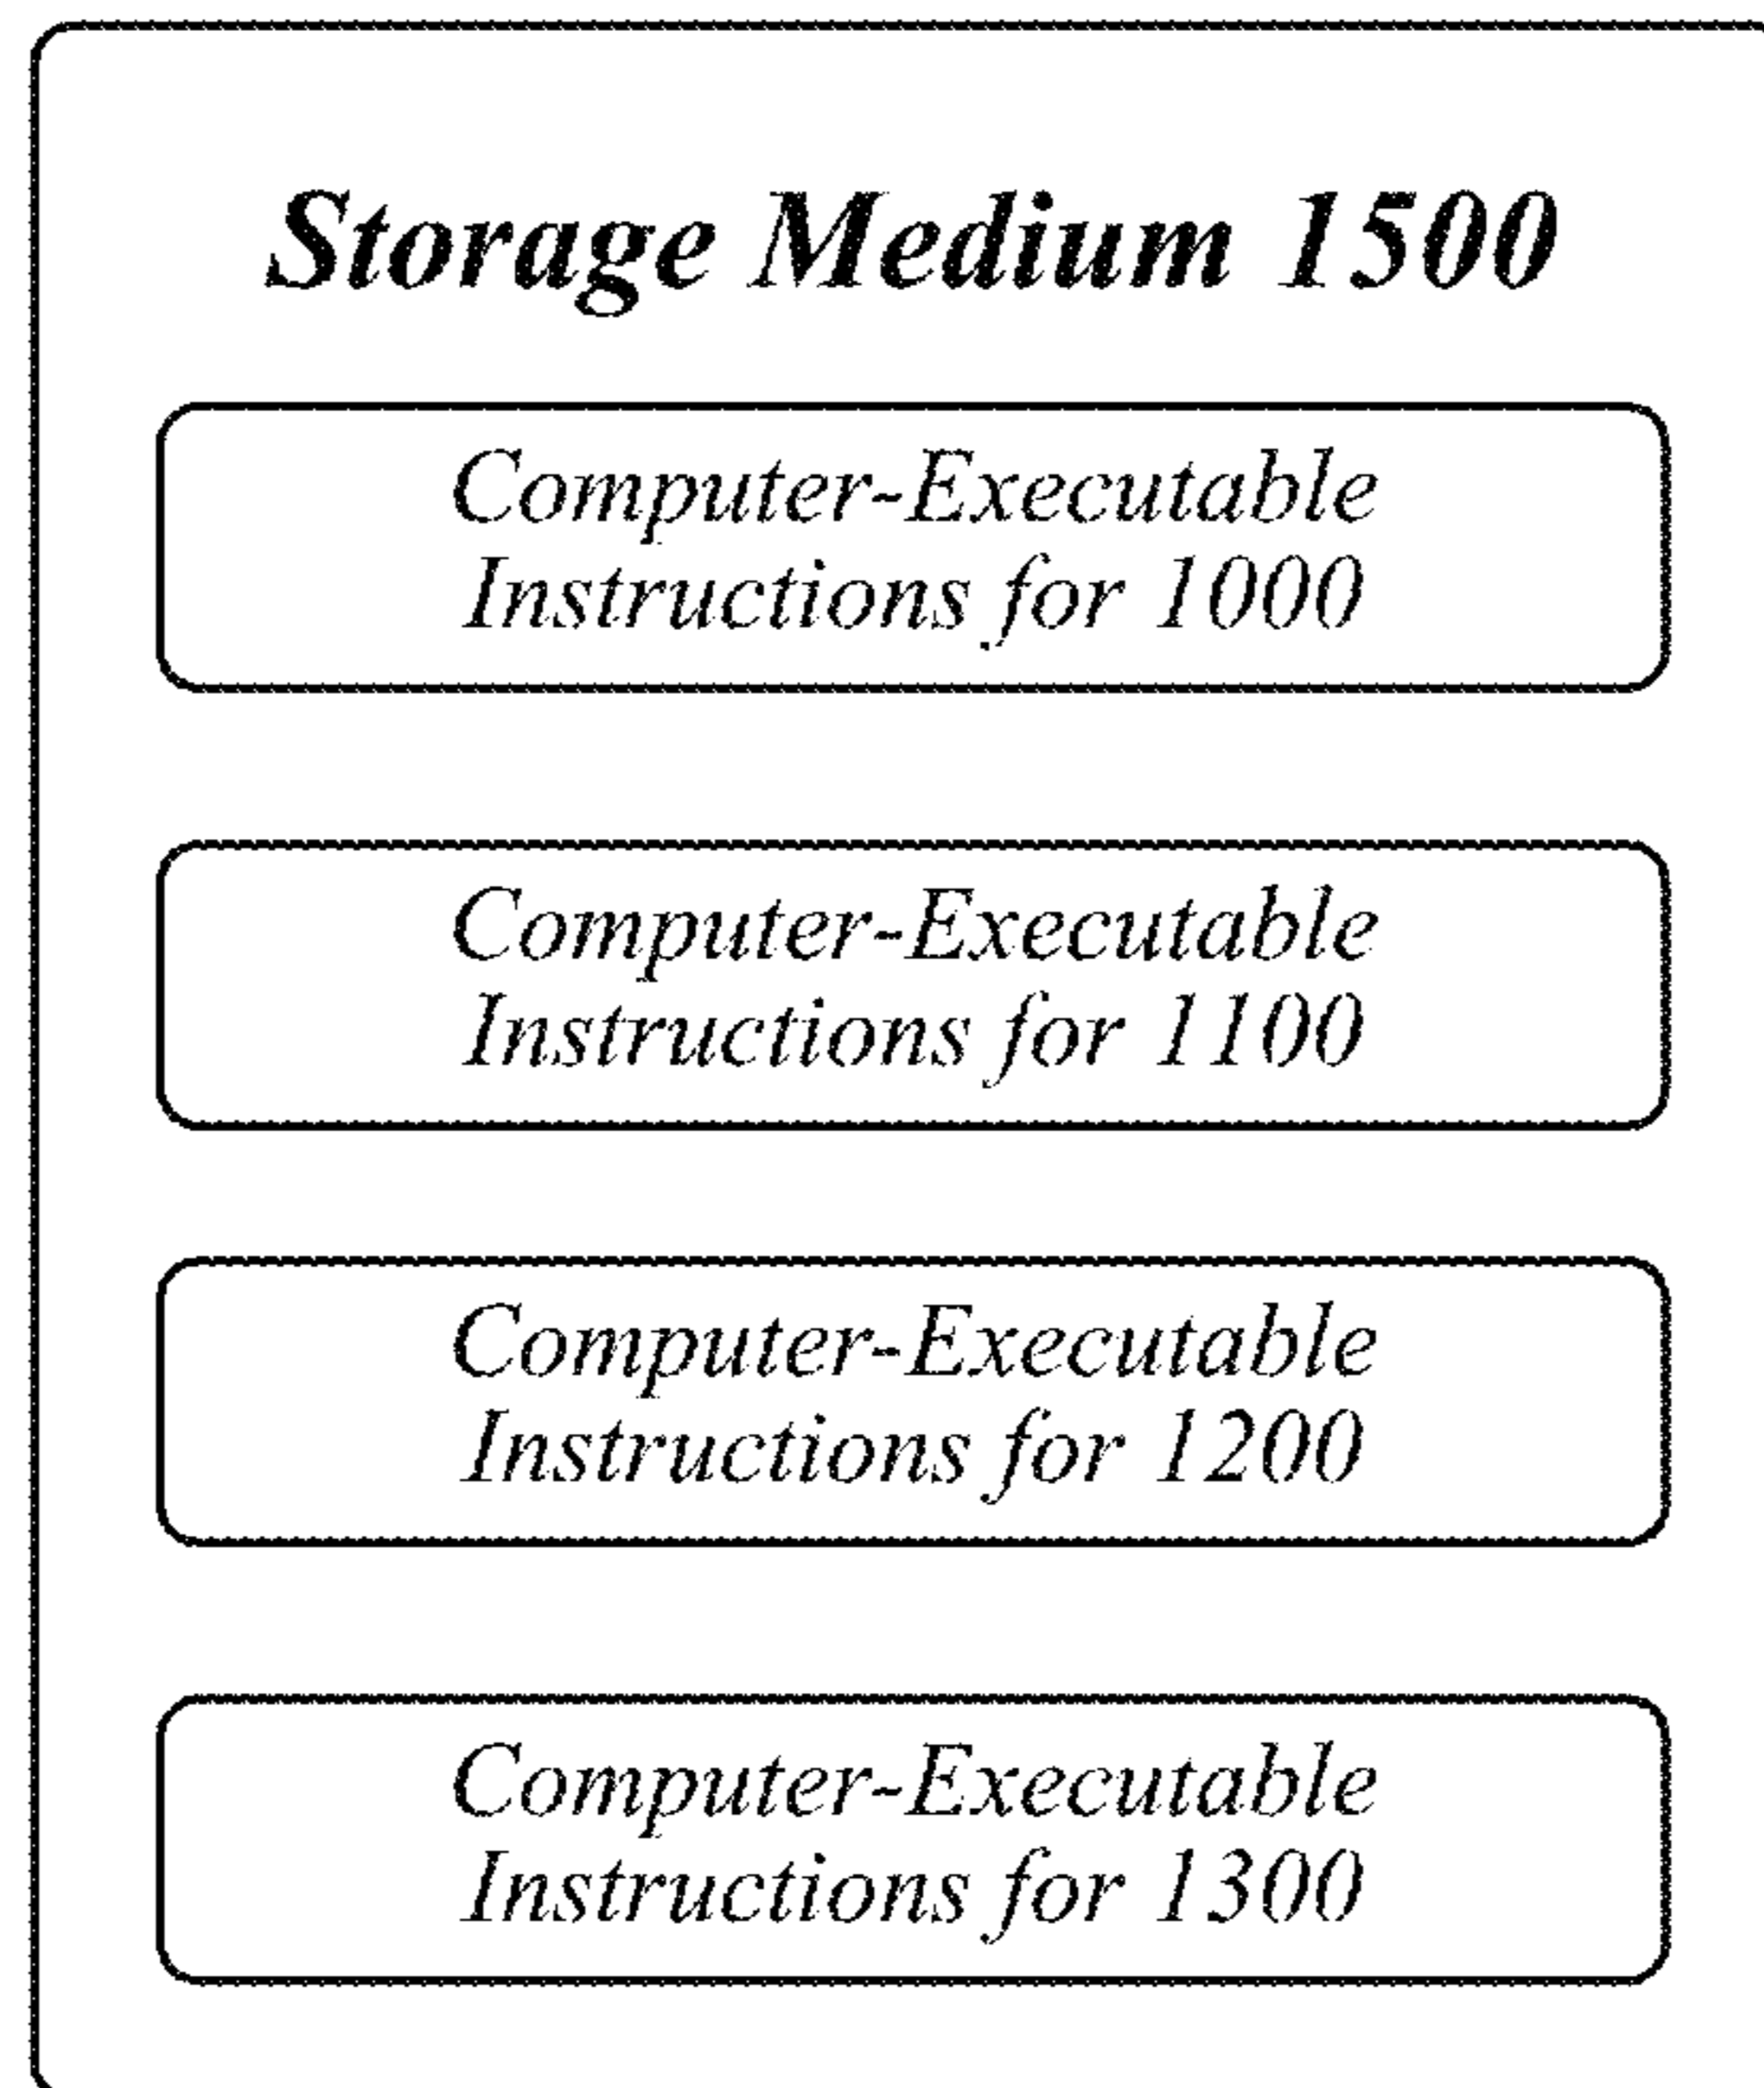 Storage Medium 1500
Computer-Executable
Instructions for 1000
Computer-Executable
Instructions for 1100
Computer-Executable
Instructions for 1200
Computer-Executable
Instructions for 1300